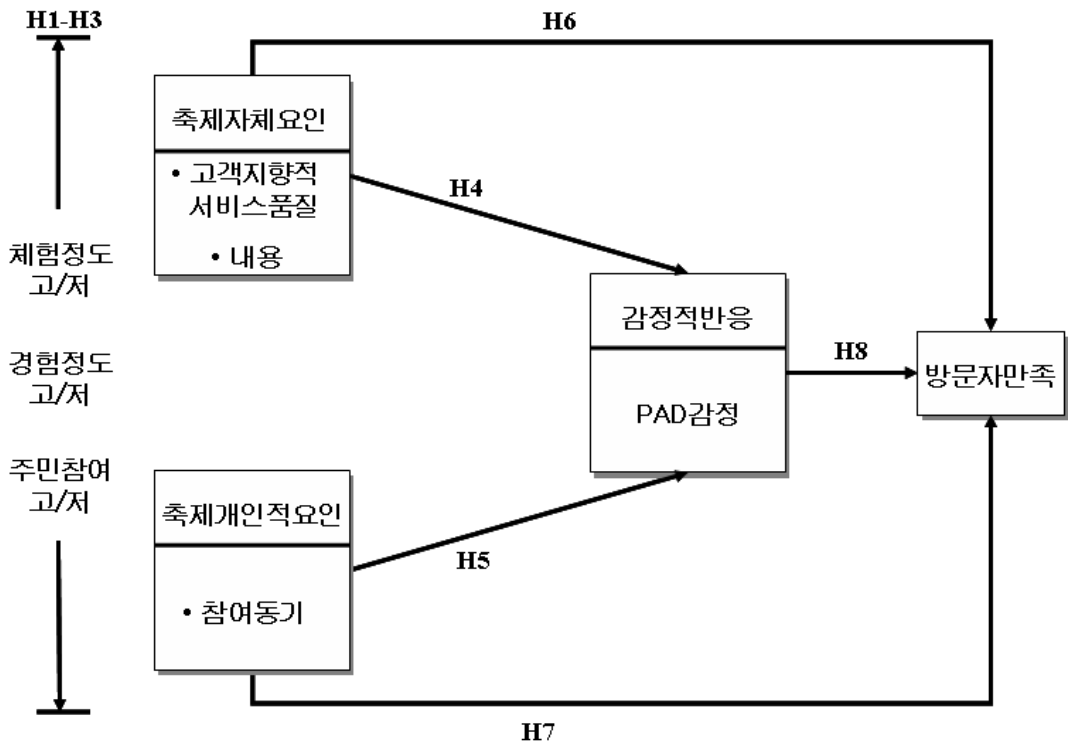 H1-H3
H6
축제자체요인
• 고객지향적
서비스품질
• 내용
H4
체험정도
고/저
감정적반응
PAD감정
H8
방문자만족
경험정도
고/저
주민참여
고/저
축제개인적요인
• 참여동기
H5
H7